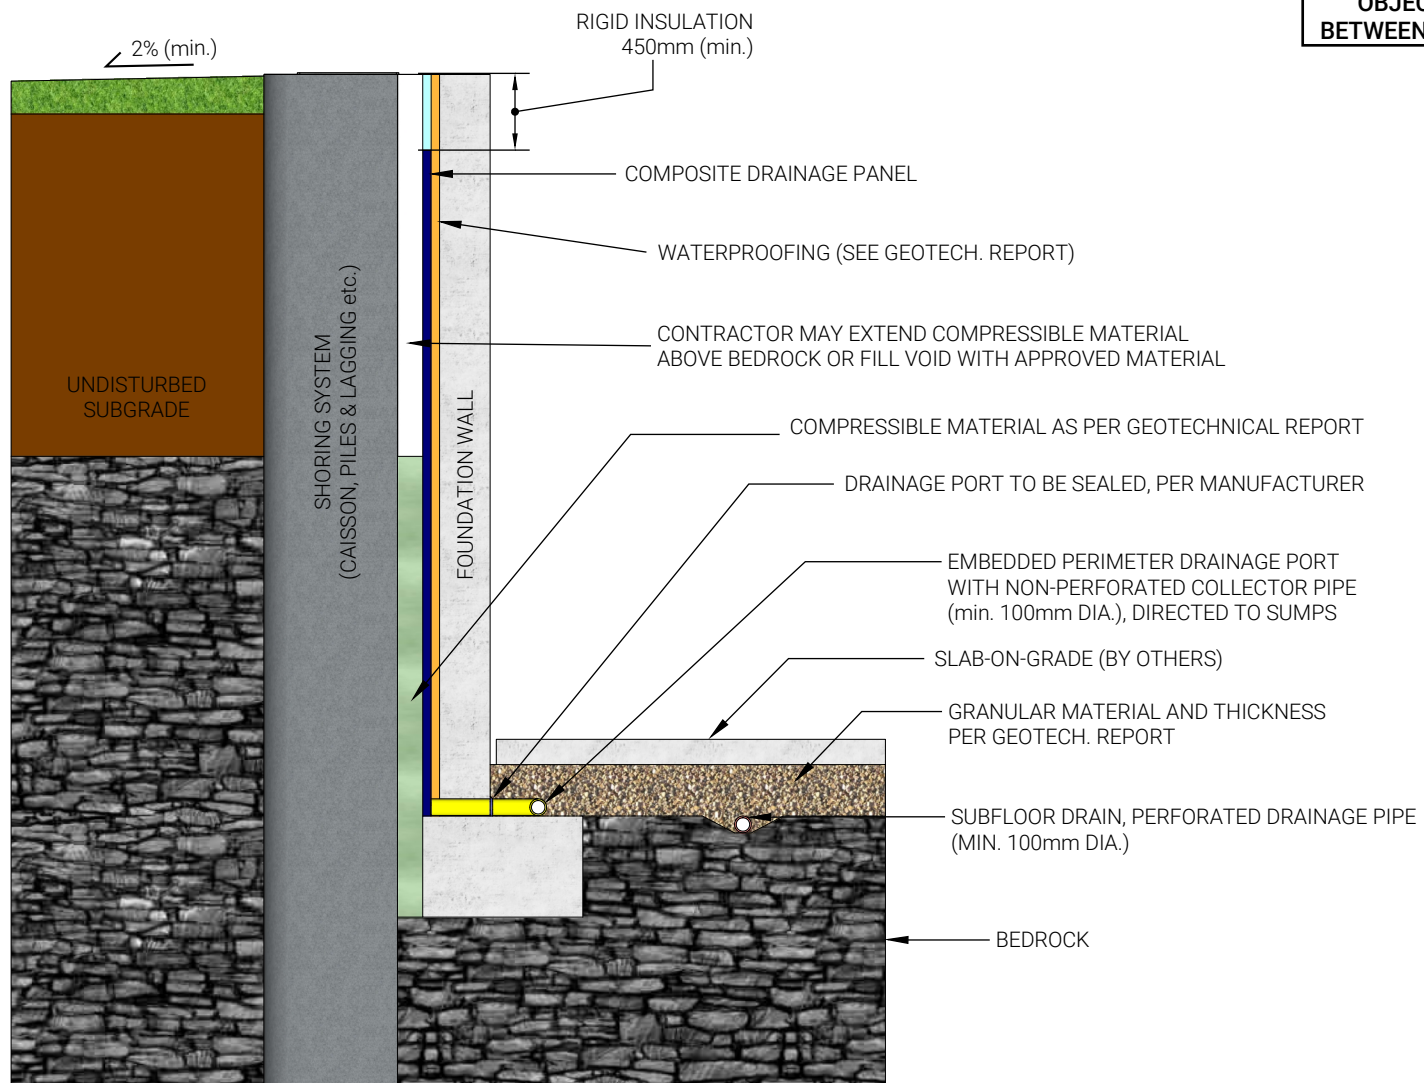 OBJEC
BETWEEN
RIGID INSULATION
450mm (min.)
2% (min.)
COMPOSITE DRAINAGE PANEL
WATERPROOFING (SEE GEOTECH. REPORT)
CONTRACTOR MAY EXTEND COMPRESSIBLE MATERIAL
ABOVE BEDROCK OR FILL VOID WITH APPROVED MATERIAL
UNDISTURBED
SUBGRADE
SHORING SYSTEM
(CAISSON, PILES & LAGGING etc.)
FOUNDATION WALL
COMPRESSIBLE MATERIAL AS PER GEOTECHNICAL REPORT
DRAINAGE PORT TO BE SEALED, PER MANUFACTURER
EMBEDDED PERIMETER DRAINAGE PORT
WITH NON-PERFORATED COLLECTOR PIPE
(min. 100mm DIA.), DIRECTED TO SUMPS
SLAB-ON-GRADE (BY OTHERS)
GRANULAR MATERIAL AND THICKNESS
PER GEOTECH. REPORT
SUBFLOOR DRAIN, PERFORATED DRAINAGE PIPE
(MIN. 100mm DIA.)
BEDROCK